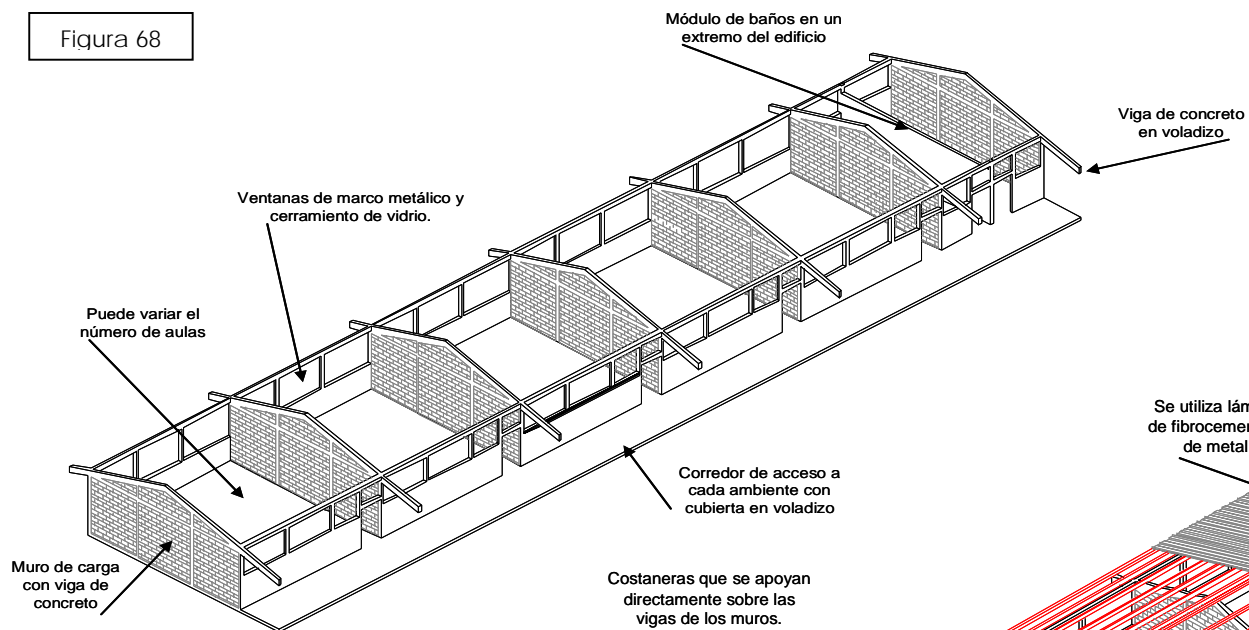 Figura 68
Módulo de baños en un
extremo del edificio
Viga de concreto
en voladizo
Ventanas de marco metálico y
cerramiento de vidrio.
Puede variar el
número de aulas
Se utiliza
de
de metal
Corredor de acceso a
cada ambiente con
cubierta en voladizo
Muro de carga
con viga de
concreto
Costaneras que se apoyan
directamente sobre las
vigas de los muros.